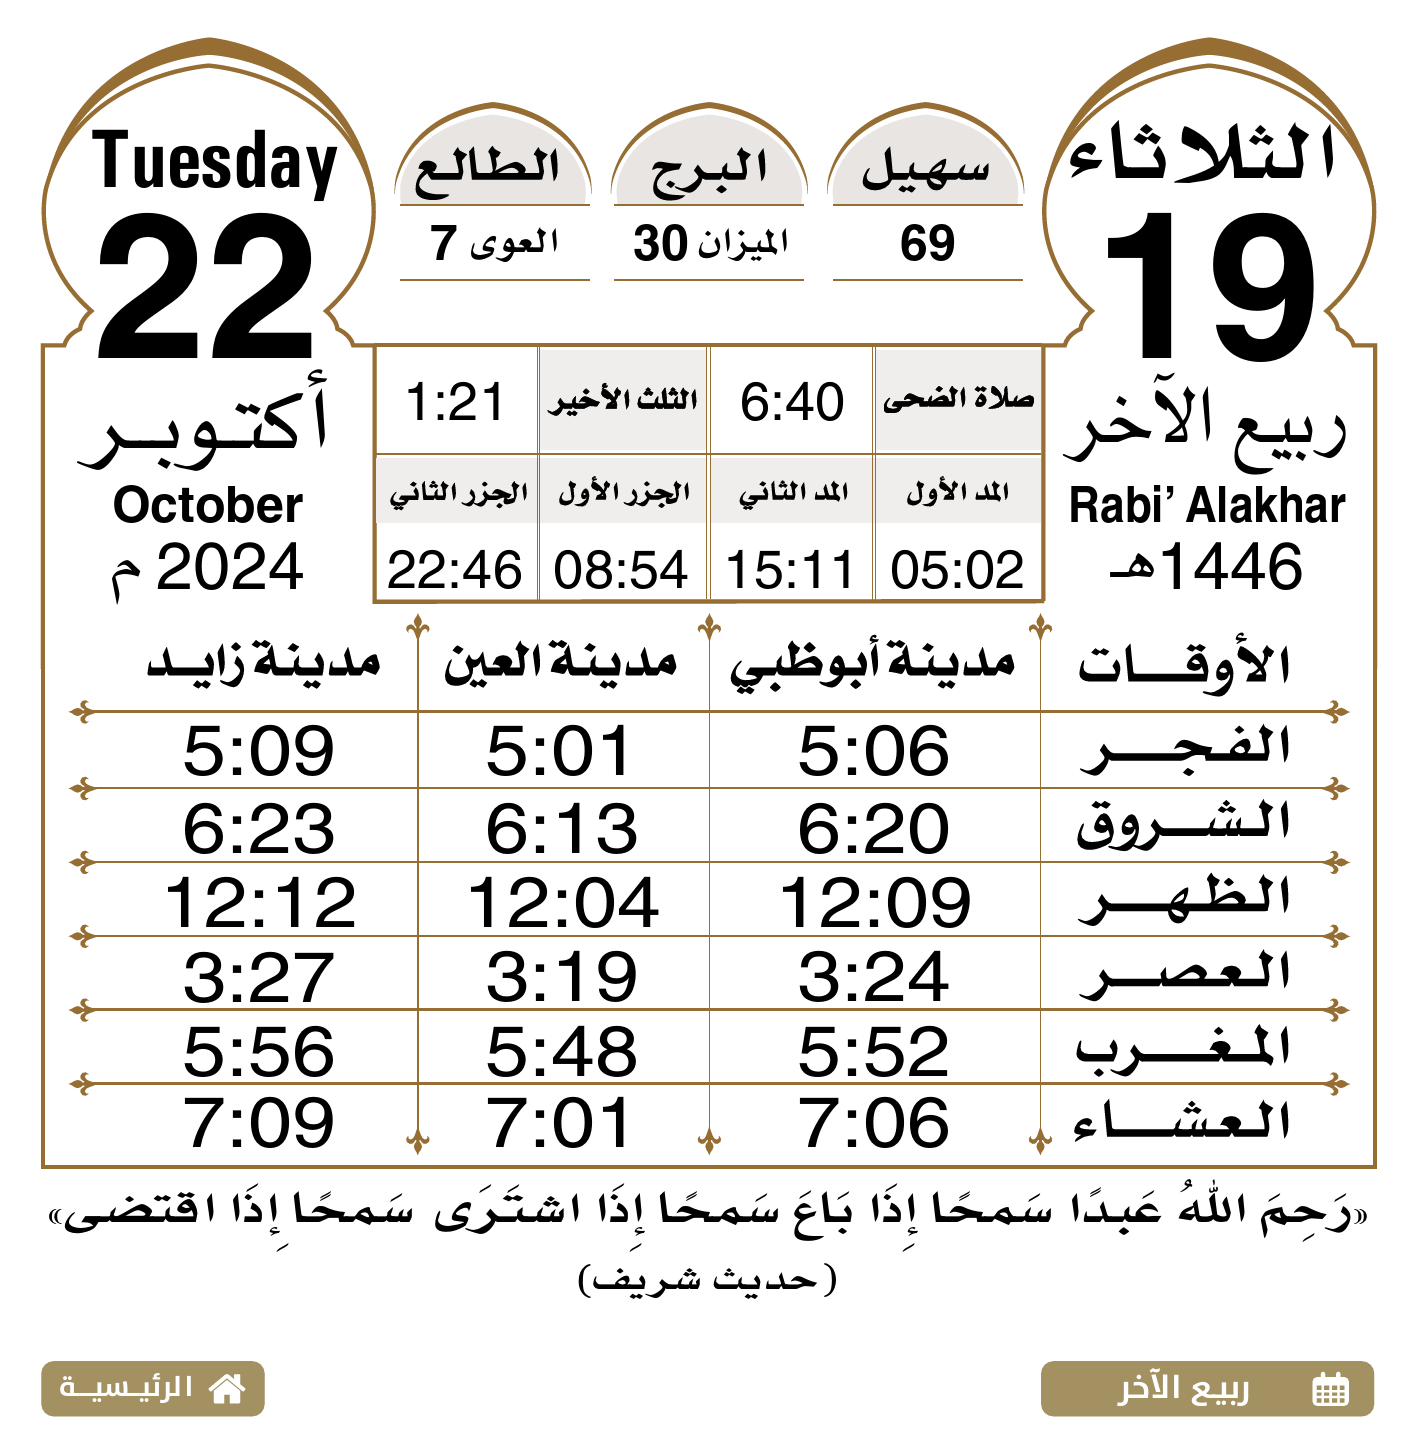 الثلاثاء
19
ربيع الآخر
Rabi’ Alakhar
1446هـ
سهيل
69
البرج
الميزان 30
الطالع
العوى 7
Tuesday
22
أكتوبر
October
2024 م
صلاة الضحى 6:40 الثلث الأخير 1:21
المد الأول المد الثاني الجزر الأول الجزر الثاني
05:02 15:11 08:54 22:46
الأوقات مدينة أبوظبي مدينة العين مدينة زايد
الفجر 5:06 5:01 5:09
الشروق 6:20 6:13 6:23
الظهر 12:09 12:04 12:12
العصر 3:24 3:19 3:27
المغرب 5:52 5:48 5:56
العشاء 7:06 7:01 7:09
«رَحِمَ اللهُ عَبدًا سَمحًا إِذَا بَاعَ سَمحًا إِذَا اشتَرَى سَمحًا إِذَا اقتضى»
(حديث شريف)
ربيع الآخر
الرئيسية